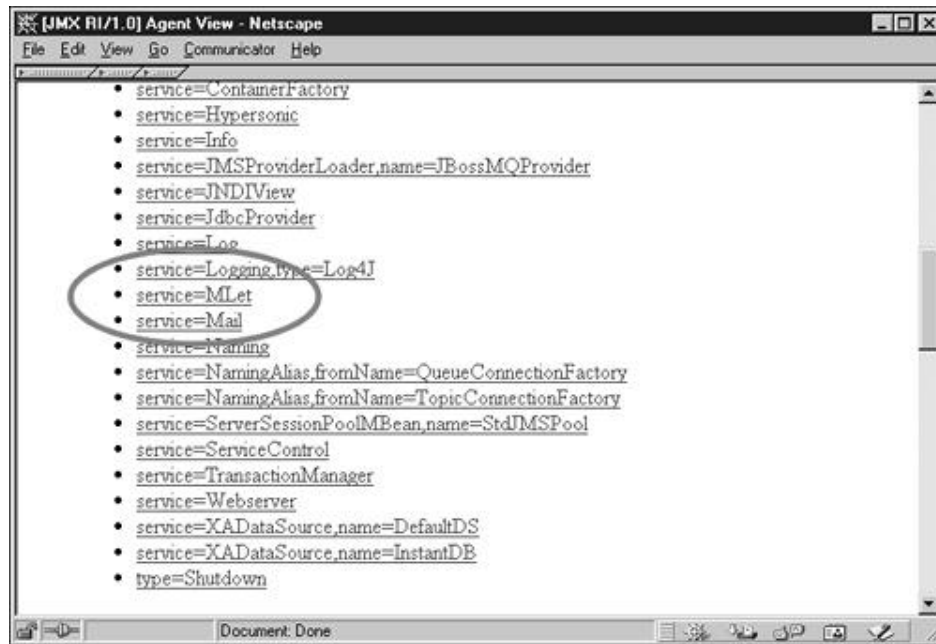 [JMX RI/1.0] Agent View - Netscape
File Edit View Go Communicator Help
service=ContainerFactory
service=Hypersonic
service=Info
service=JMSProviderLoader,name=JBossMQProvider
service=JNDIView
service=JdbcProvider
service=Log
service=Logging,type=Log4J
service=MLet
service=Mail
service=Naming
service=NamingAlias,fromName=QueueConnectionFactory
service=NamingAlias,fromName=TopicConnectionFactory
service=ServerSessionPoolMBean,name=StdJMSPool
service=ServiceControl
service=TransactionManager
service=Webserver
service=XADataSource,name=DefaultDS
service=XADataSource,name=InstantDB
type=Shutdown
Document: Done